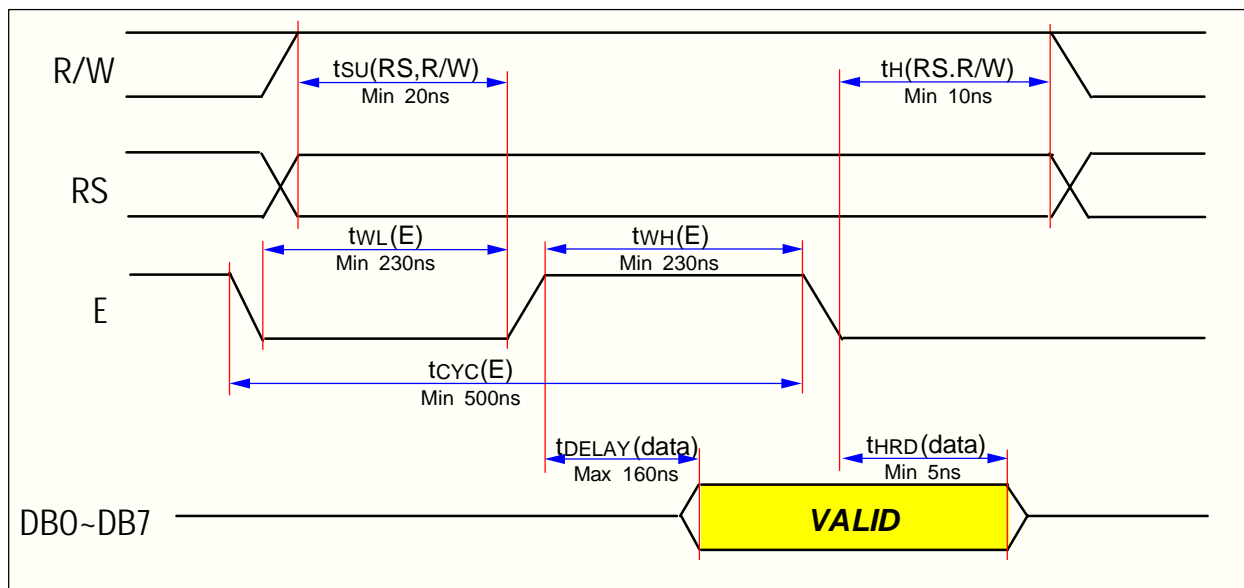 R/W
tSU(RS,R/W)
Min 20ns
tH(RS.R/W)
Min 10ns
RS
tWL(E)
Min 230ns
tWH(E)
Min 230ns
E
tCYC(E)
Min 500ns
tDELAY(data)
Max 160ns
tHRD(data)
Min 5ns
DB0~DB7
VALID